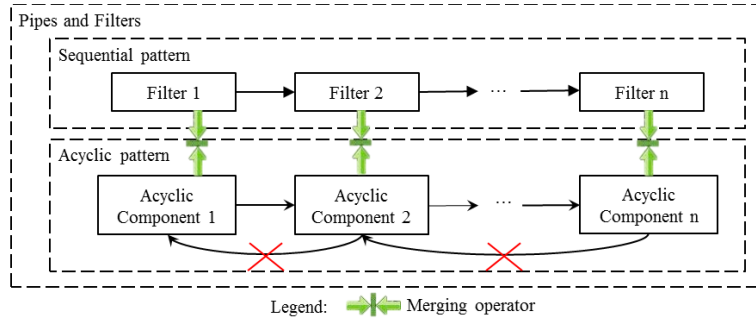 Pipes and Filters
Sequential pattern
Filter 1
Filter 2
...
Filter n
Acyclic pattern
Acyclic
Component 1
Acyclic
Component 2
...
Acyclic
Component n
Legend:
Merging operator